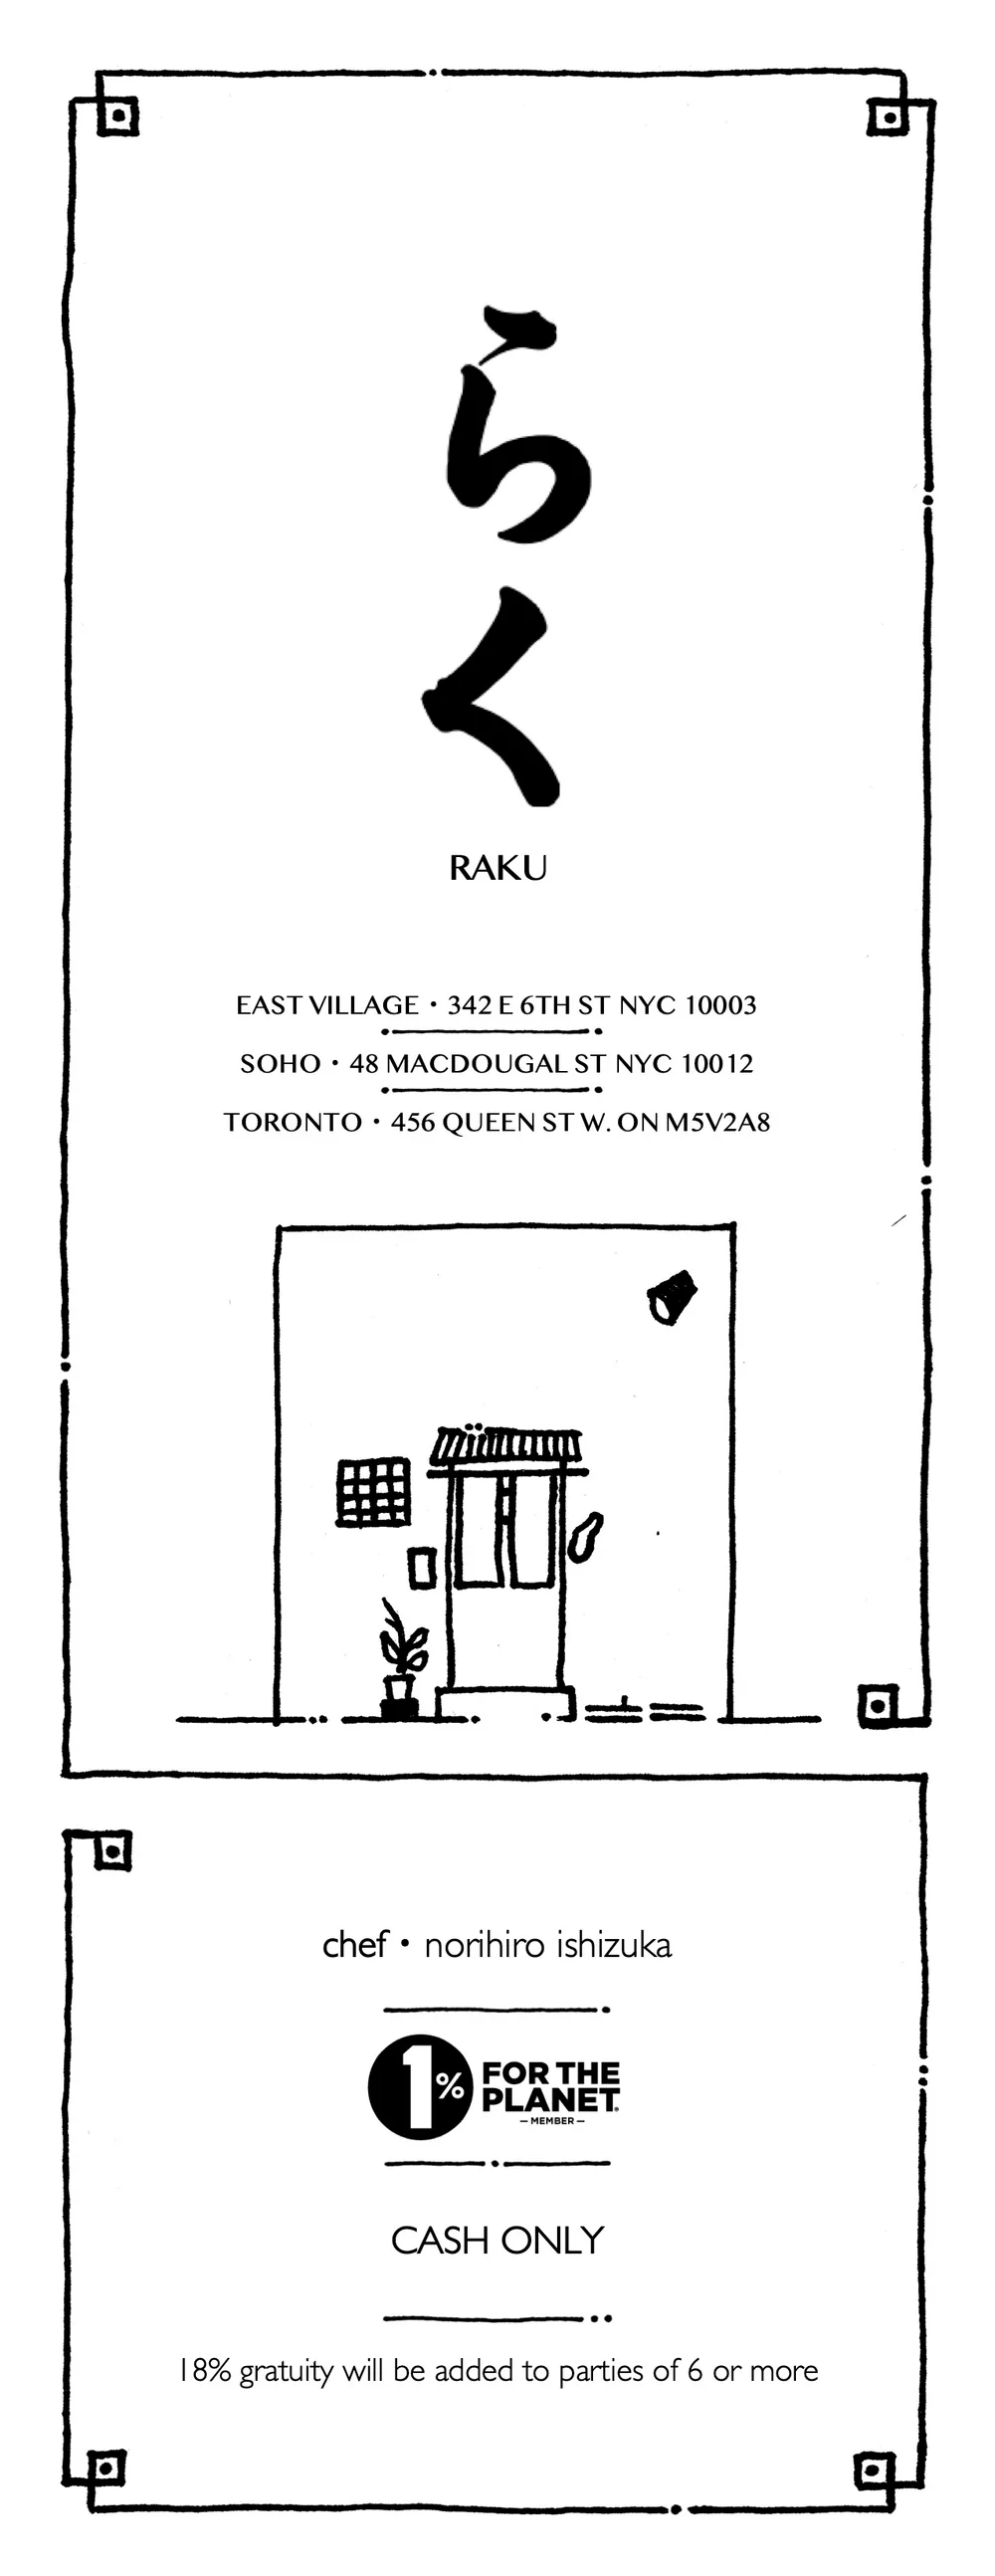 らく
RAKU
EAST VILLAGE • 342 E 6TH ST NYC 10003
SOHO • 48 MACDOUGAL ST NYC 10012
TORONTO • 456 QUEEN ST W. ON M5V2A8
chef • norihiro ishizuka
1% FOR THE
PLANET®
— MEMBER —
CASH ONLY
18% gratuity will be added to parties of 6 or more